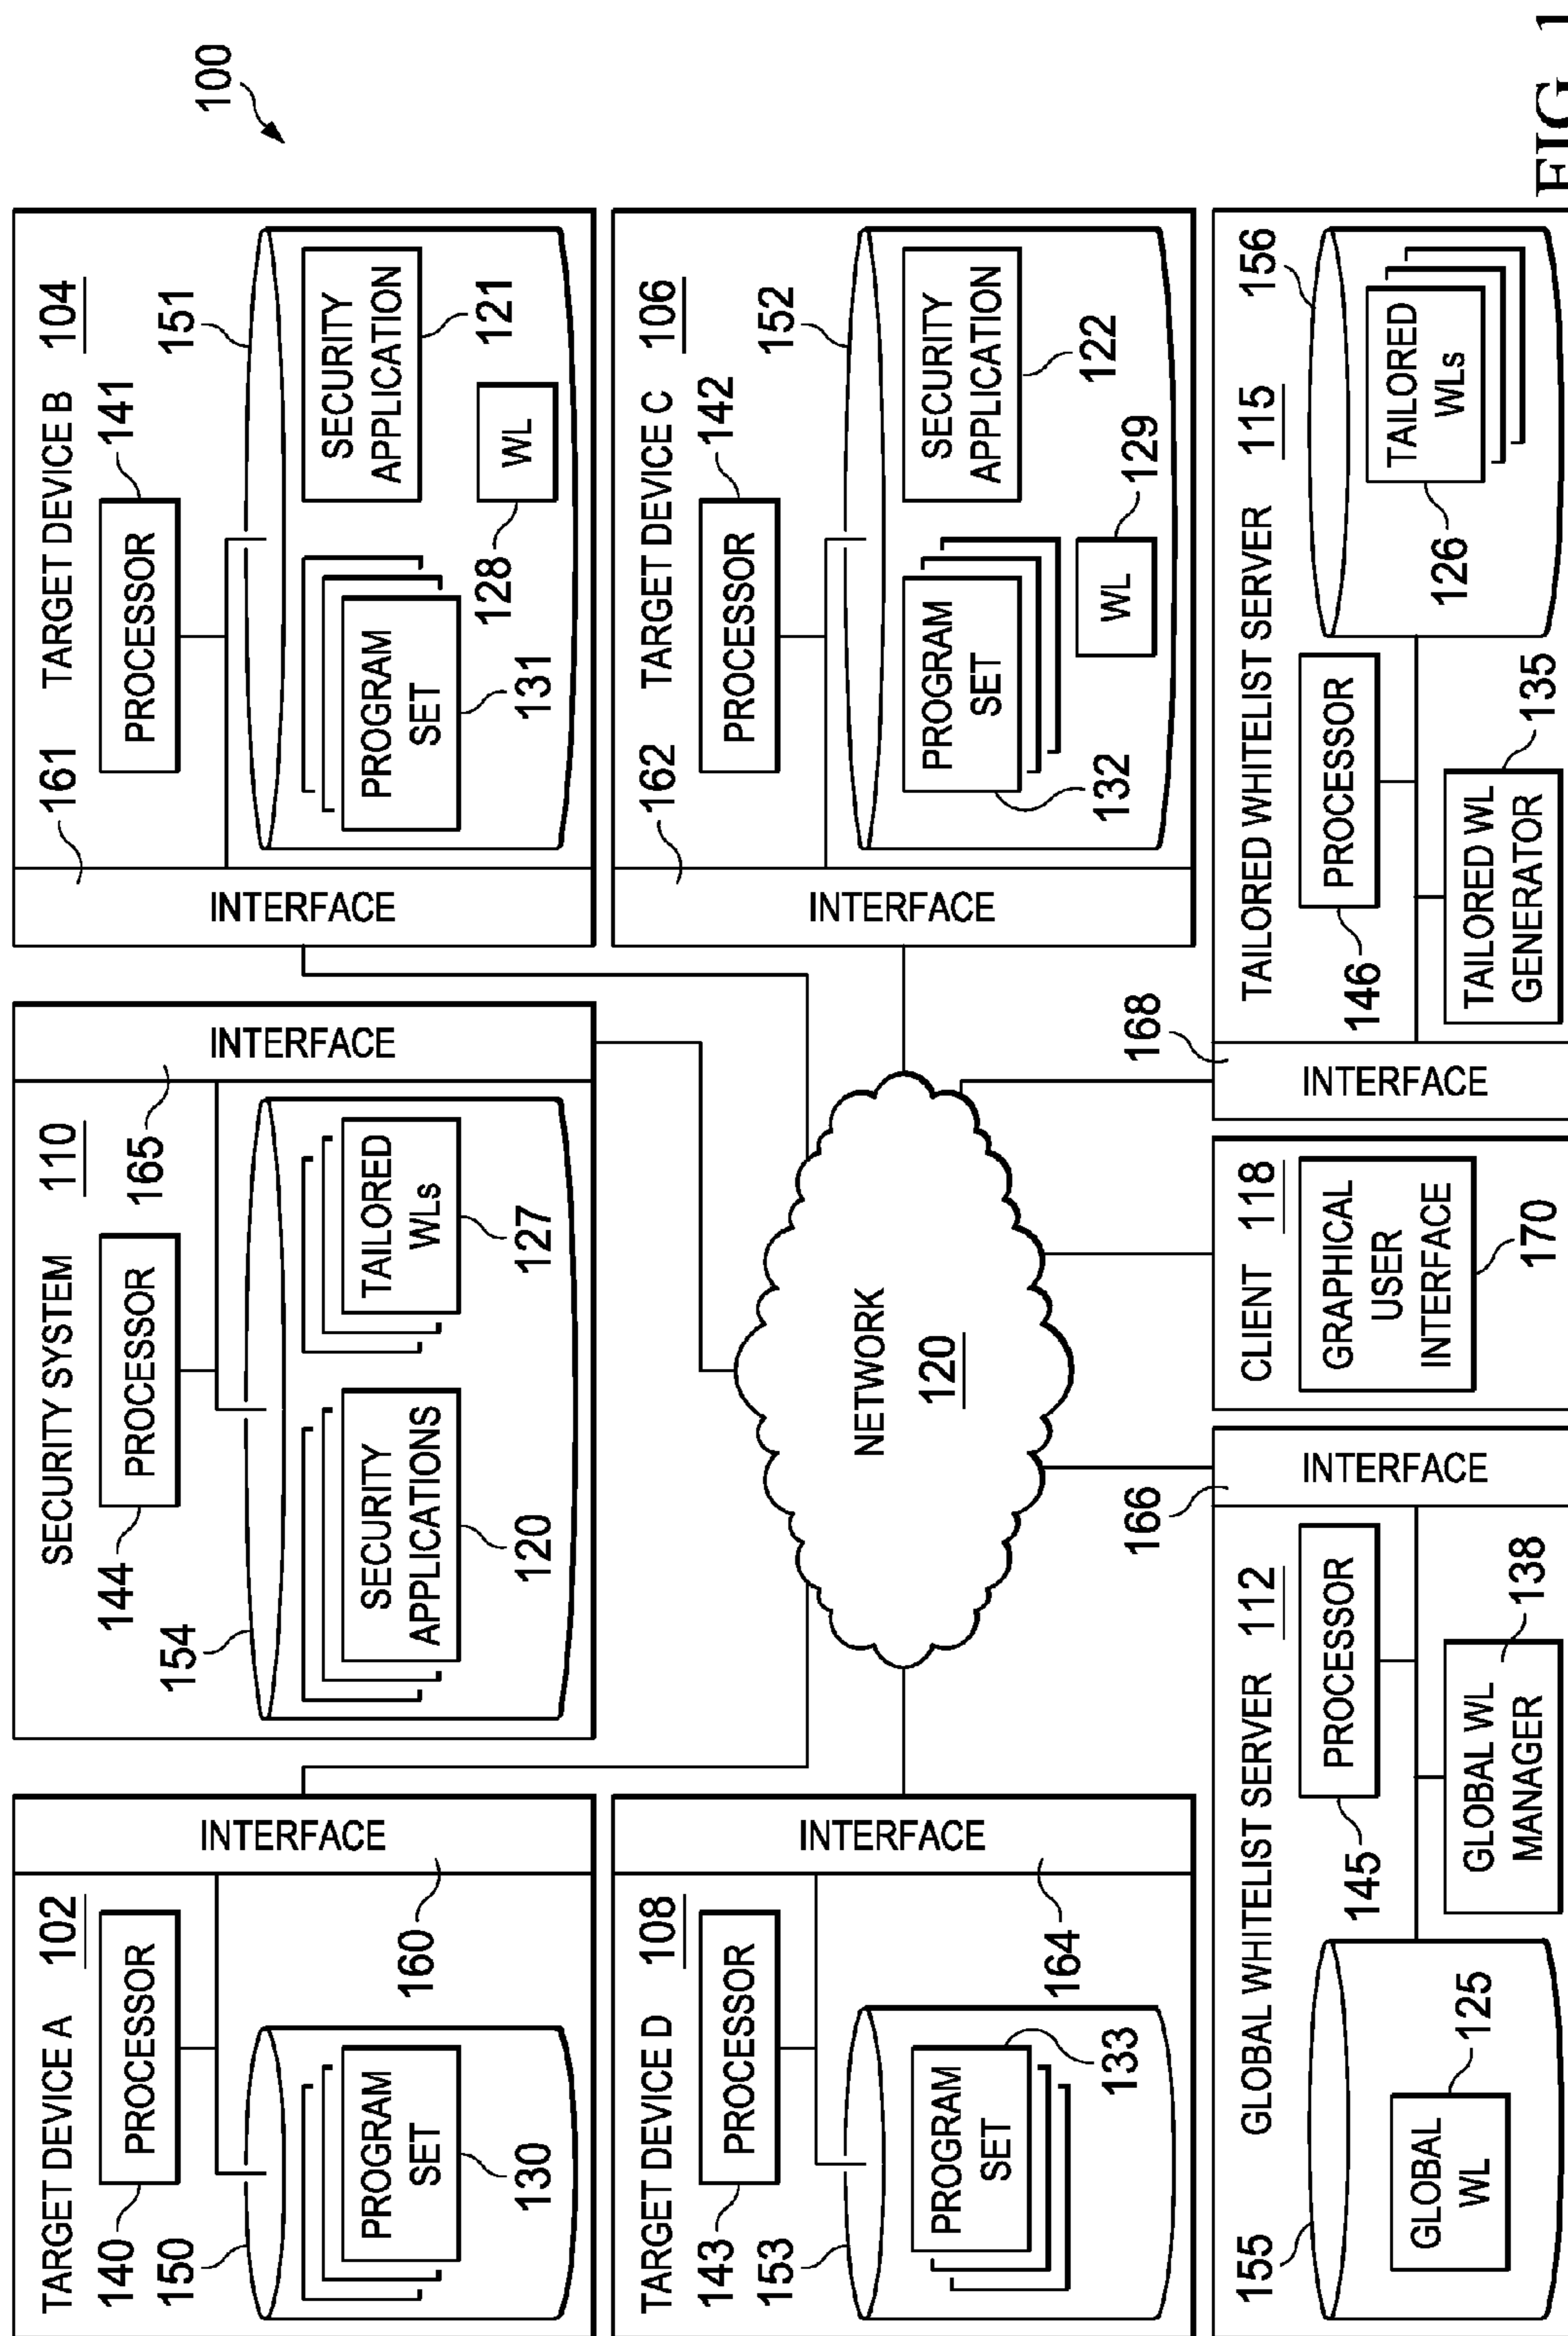 100
TARGET DEVICE A 102
140
PROCESSOR
150
PROGRAM
SET
130
INTERFACE
160
SECURITY SYSTEM 110
144
PROCESSOR
165
154
SECURITY
APPLICATIONS
120
TAILORED
WLs
127
INTERFACE
161
TARGET DEVICE B 104
PROCESSOR
141
151
INTERFACE
PROGRAM
SET
131
SECURITY
APPLICATION
121
WL
128
TARGET DEVICE D 108
143
PROCESSOR
153
PROGRAM
SET
133
INTERFACE
164
NETWORK
120
162
TARGET DEVICE C 106
PROCESSOR
142
152
INTERFACE
PROGRAM
SET
132
SECURITY
APPLICATION
122
WL
129
GLOBAL WHITELIST SERVER 112
155
GLOBAL
WL
125
145
PROCESSOR
GLOBAL WL
MANAGER
138
166
INTERFACE
CLIENT 118
GRAPHICAL
USER
INTERFACE
170
168
INTERFACE
TAILORED WHITELIST SERVER 115
146
PROCESSOR
TAILORED WL
GENERATOR
135
156
TAILORED
WLs
126
FIG. 1